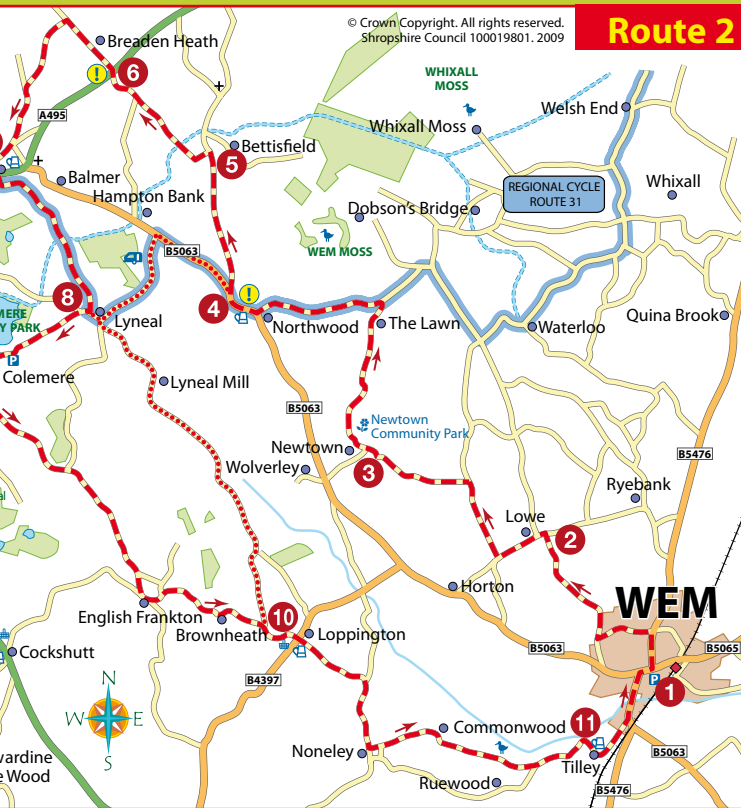 © Crown Copyright. All rights reserved.
Shropshire Council 100019801. 2009
Route 2
Breaden Heath
!
6
WHIXALL
MOSS
A495
Whixall Moss
Welsh End
Bettisfield
5
Balmer
Hampton Bank
REGIONAL CYCLE
ROUTE 31
Whixall
Dobson's Bridge
B5063
WEM MOSS
8
!
4
MERE
Y PARK
Lyneal
Northwood
The Lawn
Waterloo
Quina Brook
P
Colemere
Lyneal Mill
B5063
Newtown
Community Park
Newtown
Wolverley
3
B5476
Ryebank
Lowe
2
Horton
WEM
English Frankton
10
Brownheath
Loppington
B5063
B5065
Cockshutt
N
W
E
S
B4397
P
1
Commonwood
11
Noneley
Tilley
B5063
wardine
e Wood
Ruewood
B5476